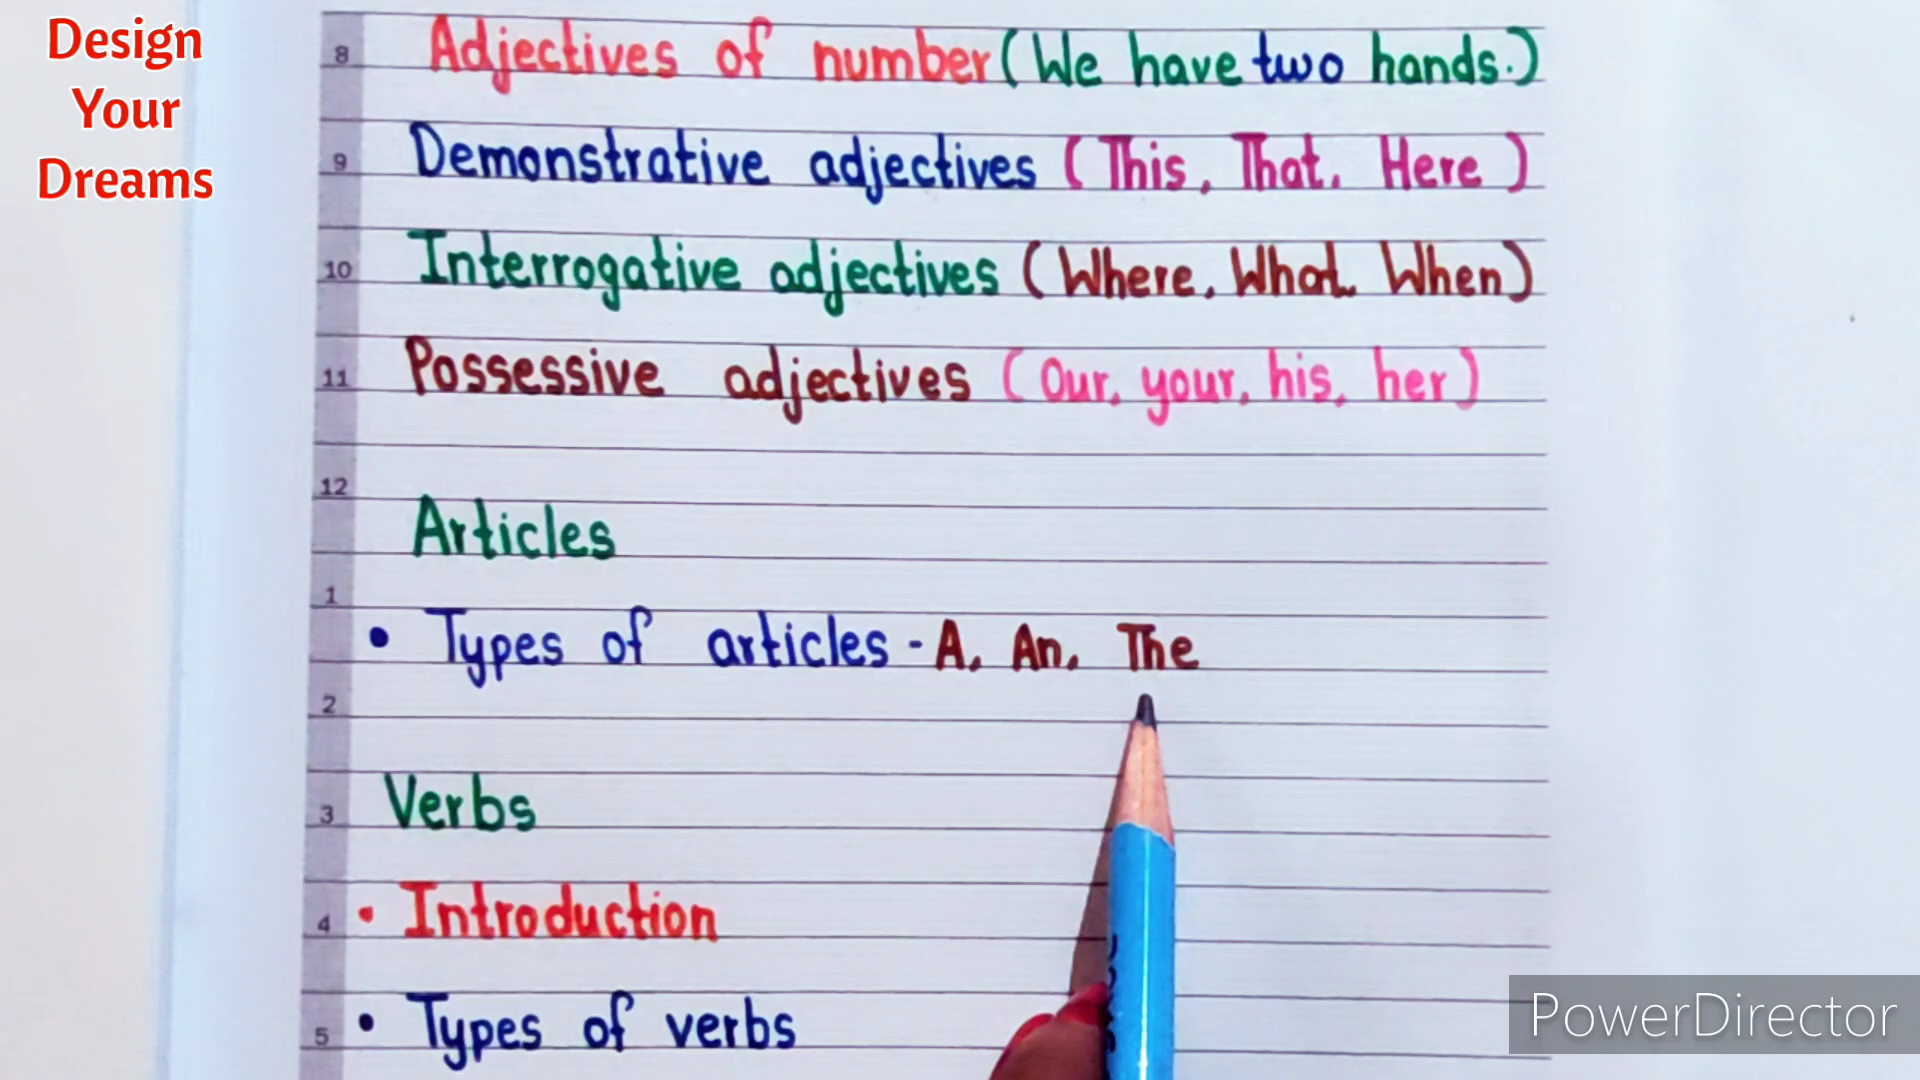 Design
Your
Dreams
8 Adjectives of number (We have two hands.)
9 Demonstrative adjectives (This, That, Here)
10 Interrogative adjectives (Where, What, When)
11 Possessive adjectives (Our, your, his, her)
12
Articles
1
• Types of articles - A, An, The
2
3 Verbs
4 • Introduction
5 • Types of verbs
PowerDirector